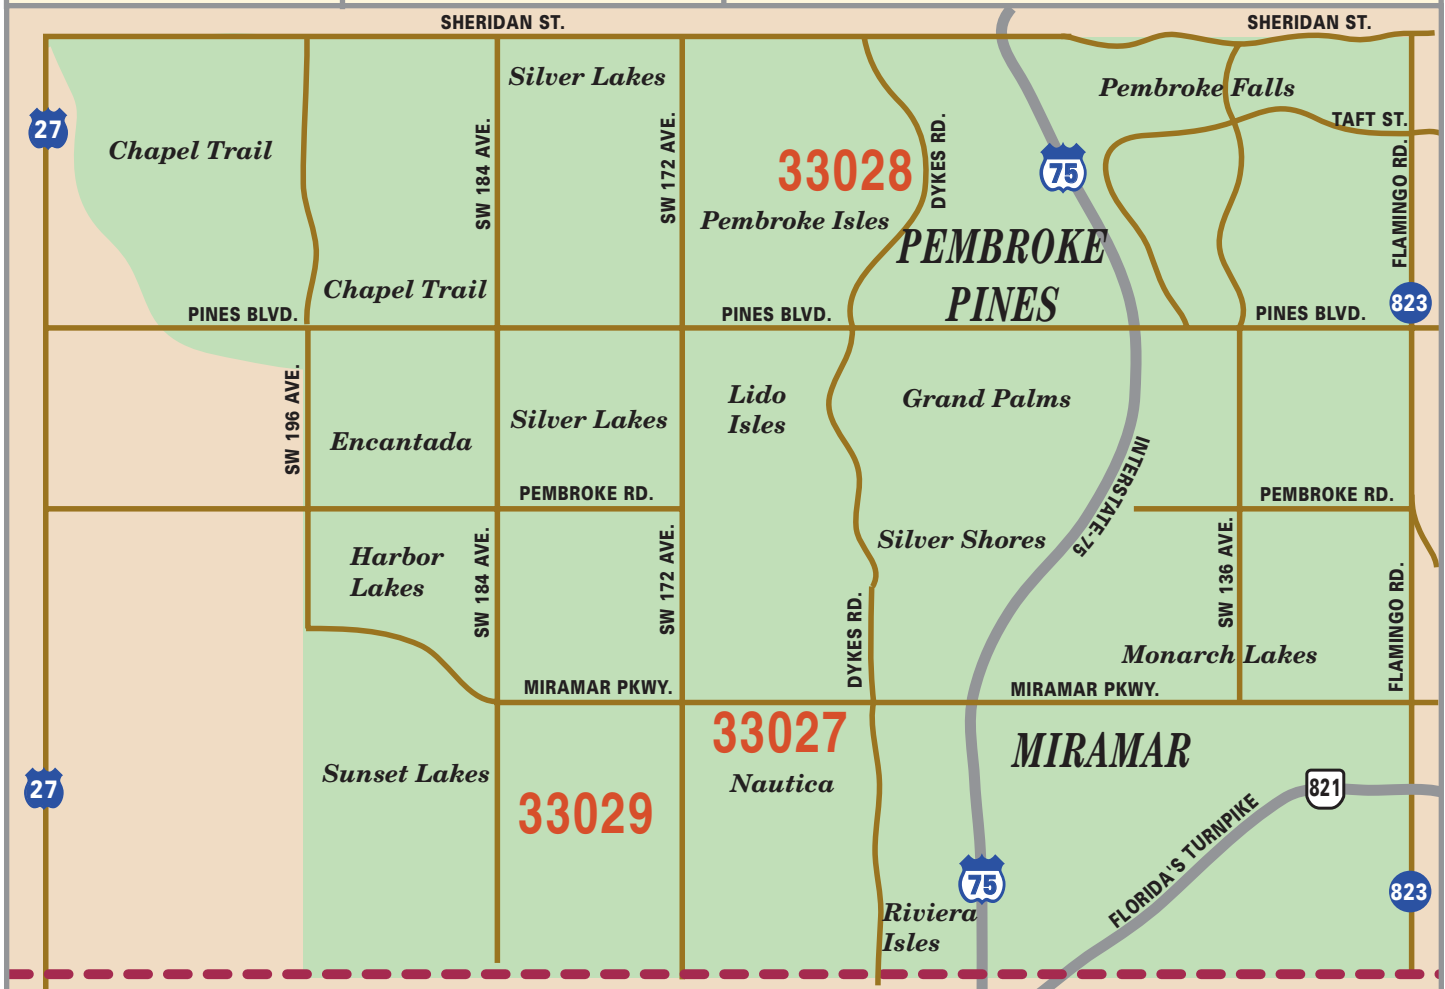 SHERIDAN ST.
SHERIDAN ST.
Silver Lakes
Pembroke Falls
27
TAFT ST.
Chapel Trail
SW 184 AVE.
SW 172 AVE.
33028
DYKES RD.
75
FLAMINGO RD.
Pembroke Isles
PEMBROKE
PINES
Chapel Trail
823
PINES BLVD.
PINES BLVD.
PINES BLVD.
SW 196 AVE.
Lido
Isles
Grand Palms
Silver Lakes
Encantada
INTERSTATE-75
PEMBROKE RD.
PEMBROKE RD.
Harbor
Lakes
SW 184 AVE.
SW 172 AVE.
Silver Shores
SW 136 AVE.
DYKES RD.
FLAMINGO RD.
Monarch Lakes
MIRAMAR PKWY.
MIRAMAR PKWY.
33027
MIRAMAR
Sunset Lakes
Nautica
27
821
33029
FLORIDA'S TURNPIKE
75
823
Riviera
Isles